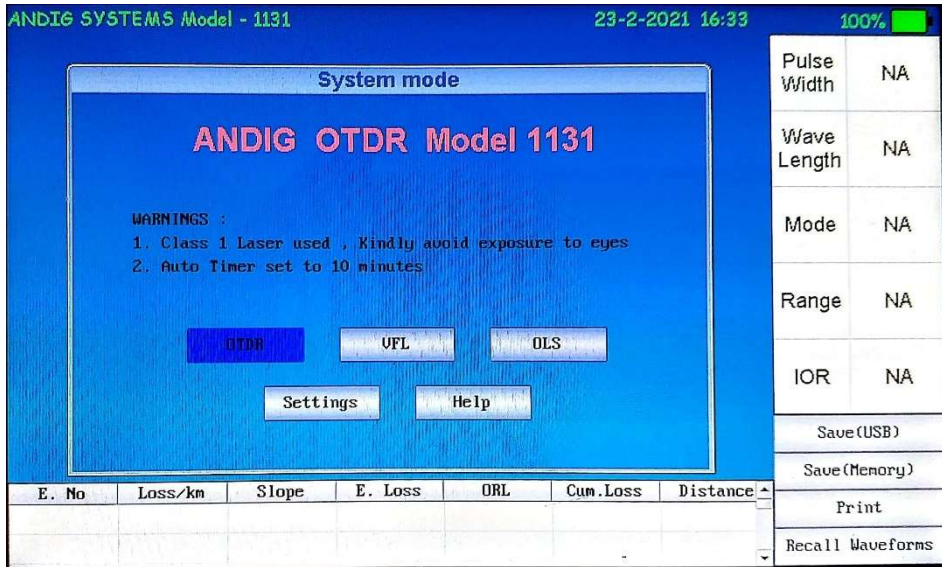 ANDIG SYSTEMS Model - 1131 23-2-2021 16:33 100%
System mode
ANDIG OTDR Model 1131
WARNINGS :
1. Class 1 Laser used , Kindly avoid exposure to eyes
2. Auto Timer set to 10 minutes
OTDR VFL OLS
Settings Help
Pulse Width NA
Wave Length NA
Mode NA
Range NA
IOR NA
Save(USB)
Save(Memory)
Print
Recall Waveforms
E. No Loss/km Slope E. Loss ORL Cum.Loss Distance